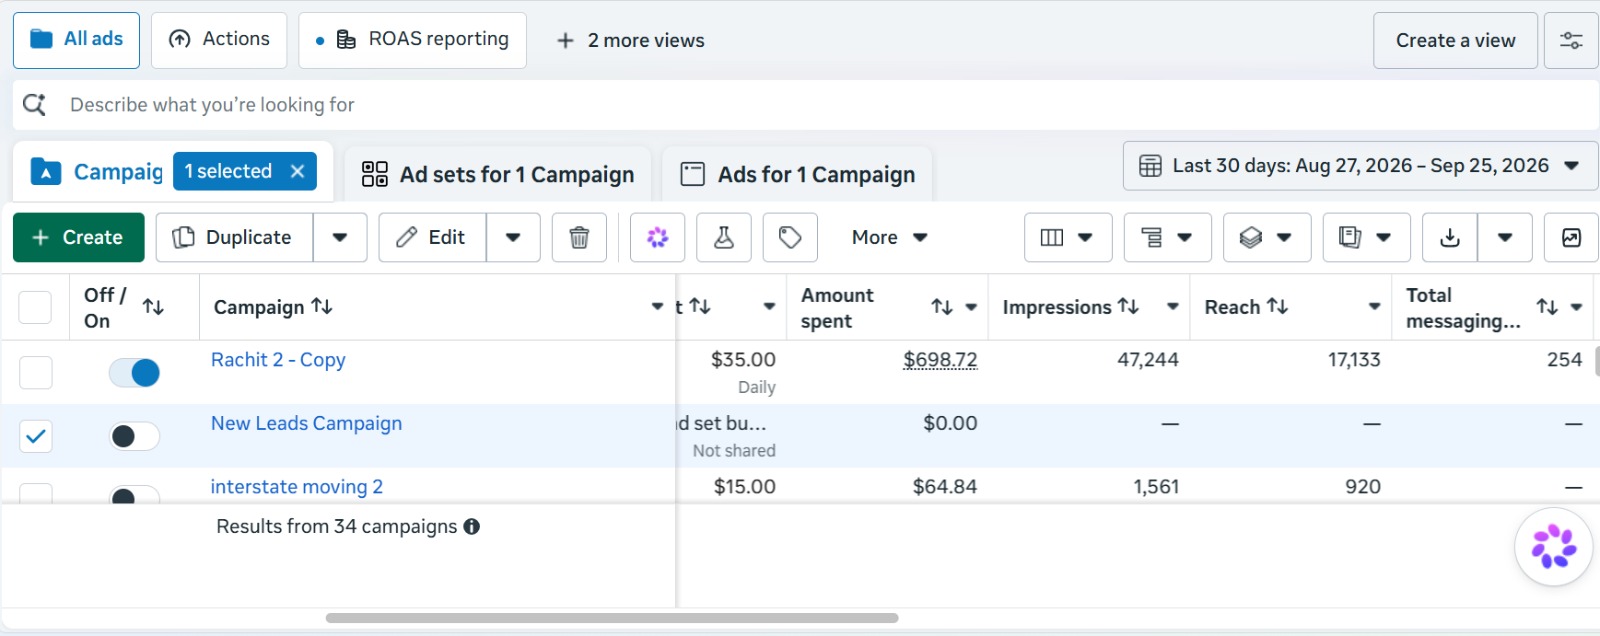 All ads
Actions
ROAS reporting
2 more views
Create a view
Describe what you're looking for
Campaig
1 selected
Ad sets for 1 Campaign
Ads for 1 Campaign
Last 30 days: Aug 27, 2026 – Sep 25, 2026
Create
Duplicate
Edit
More
Off / On
Campaign
t
Amount spent
Impressions
Reach
Total messaging...
Rachit 2 - Copy
$35.00
Daily
$698.72
47,244
17,133
254
New Leads Campaign
d set bu...
Not shared
$0.00
—
—
—
interstate moving 2
$15.00
$64.84
1,561
920
—
Results from 34 campaigns